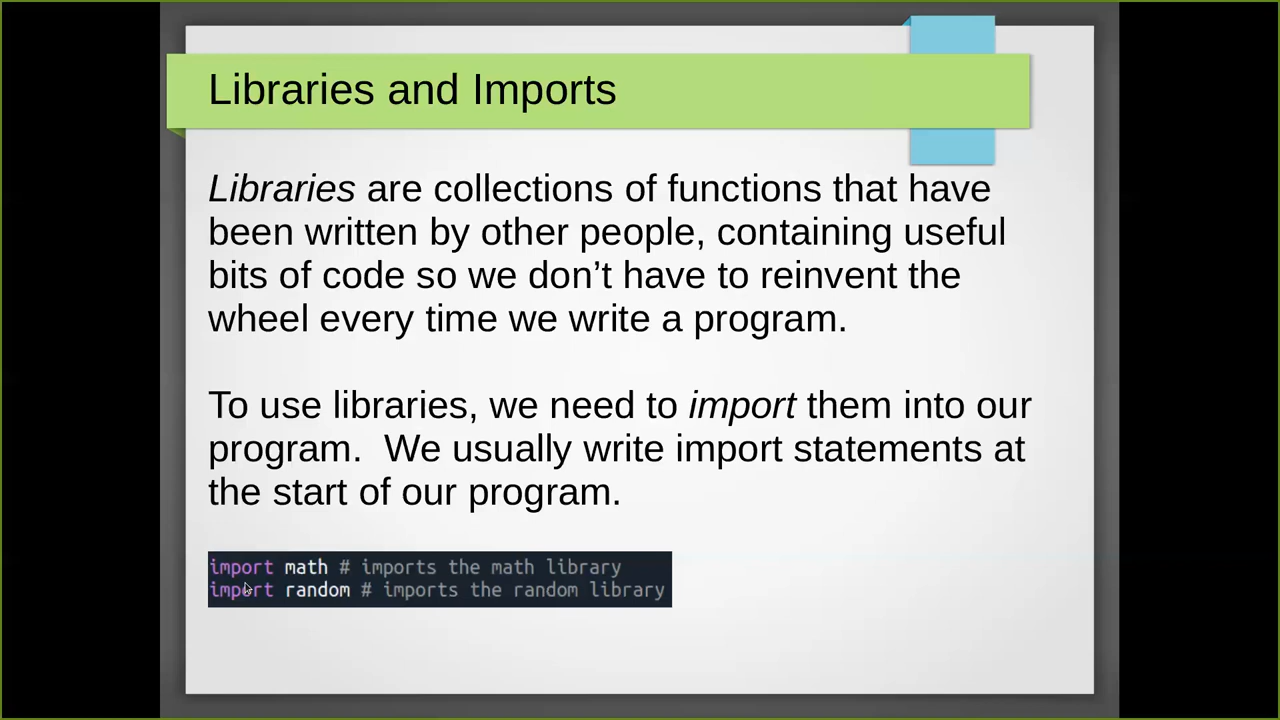 Libraries and Imports
Libraries are collections of functions that have
been written by other people, containing useful
bits of code so we don’t have to reinvent the
wheel every time we write a program.
To use libraries, we need to import them into our
program.  We usually write import statements at
the start of our program.
import math # imports the math library
import random # imports the random library